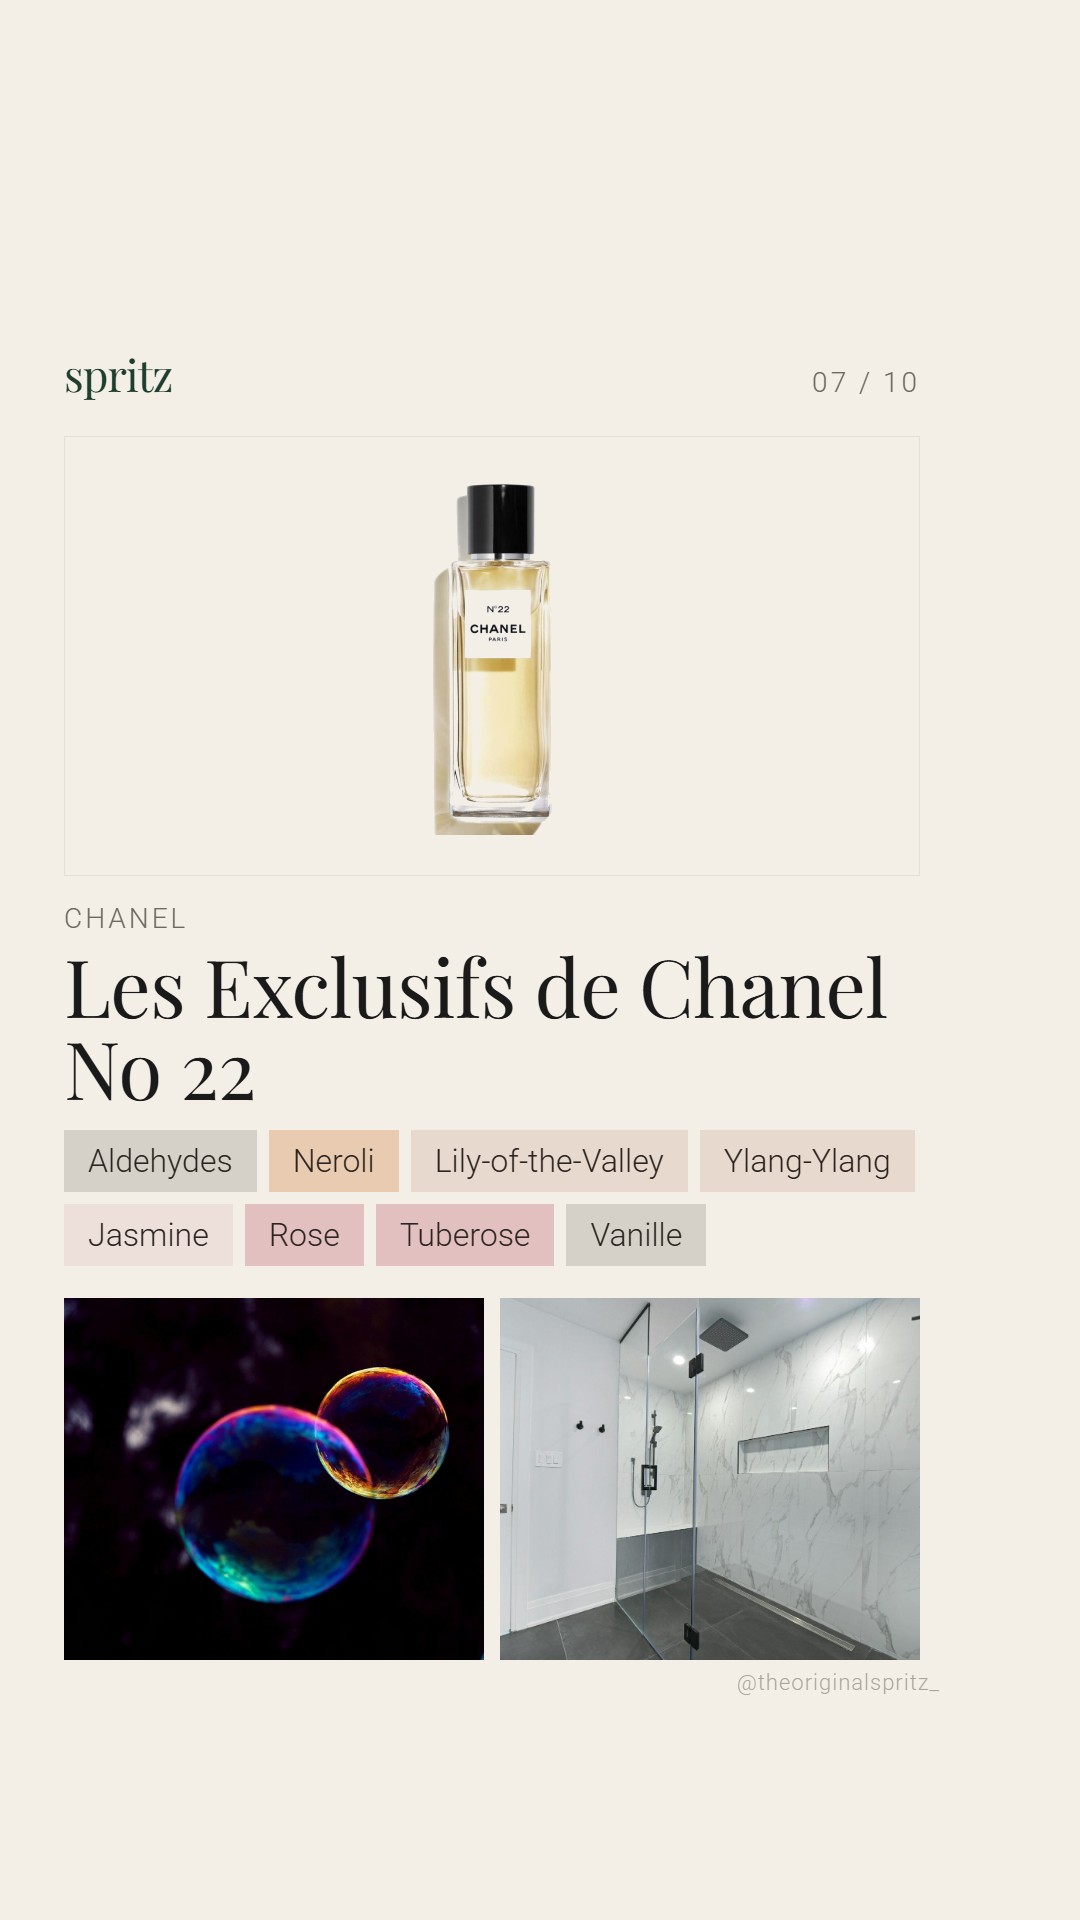 spritz
07 / 10
N°22
CHANEL
PARIS
CHANEL
Les Exclusifs de Chanel
No 22
Aldehydes Neroli Lily-of-the-Valley Ylang-Ylang
Jasmine Rose Tuberose Vanille
@theoriginalspritz_